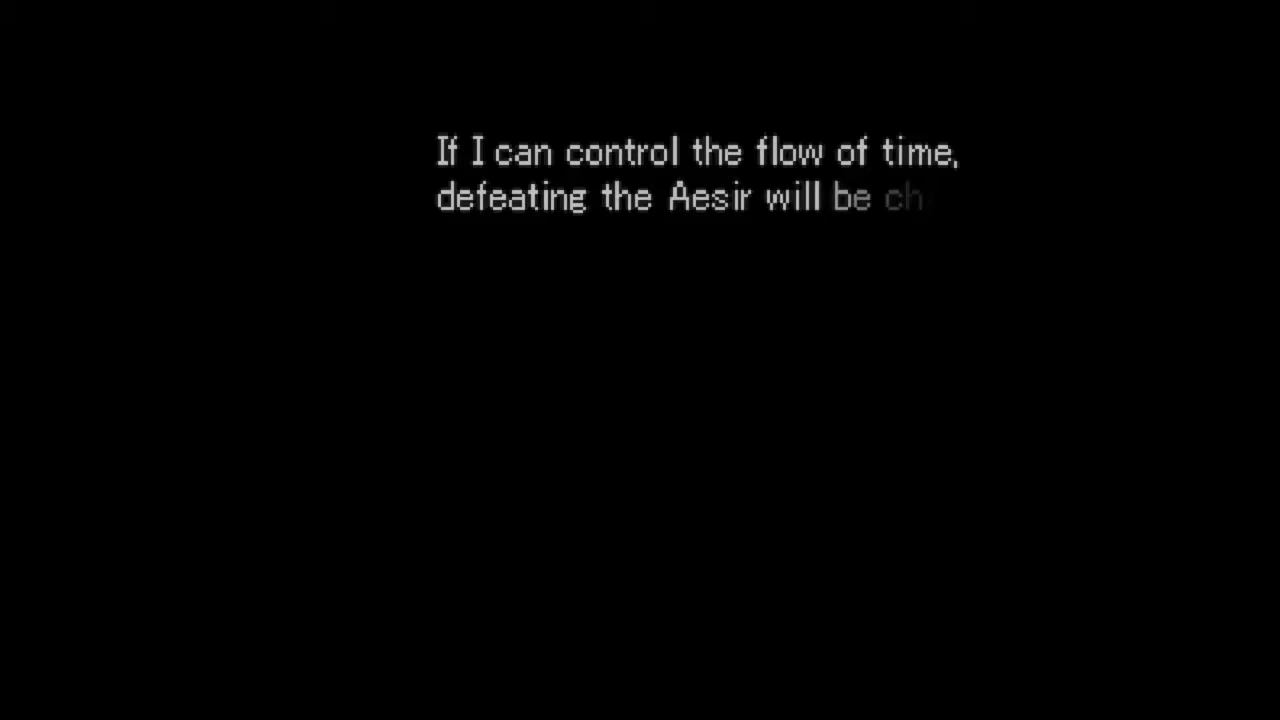 If I can control the flow of time,
defeating the Aesir will be